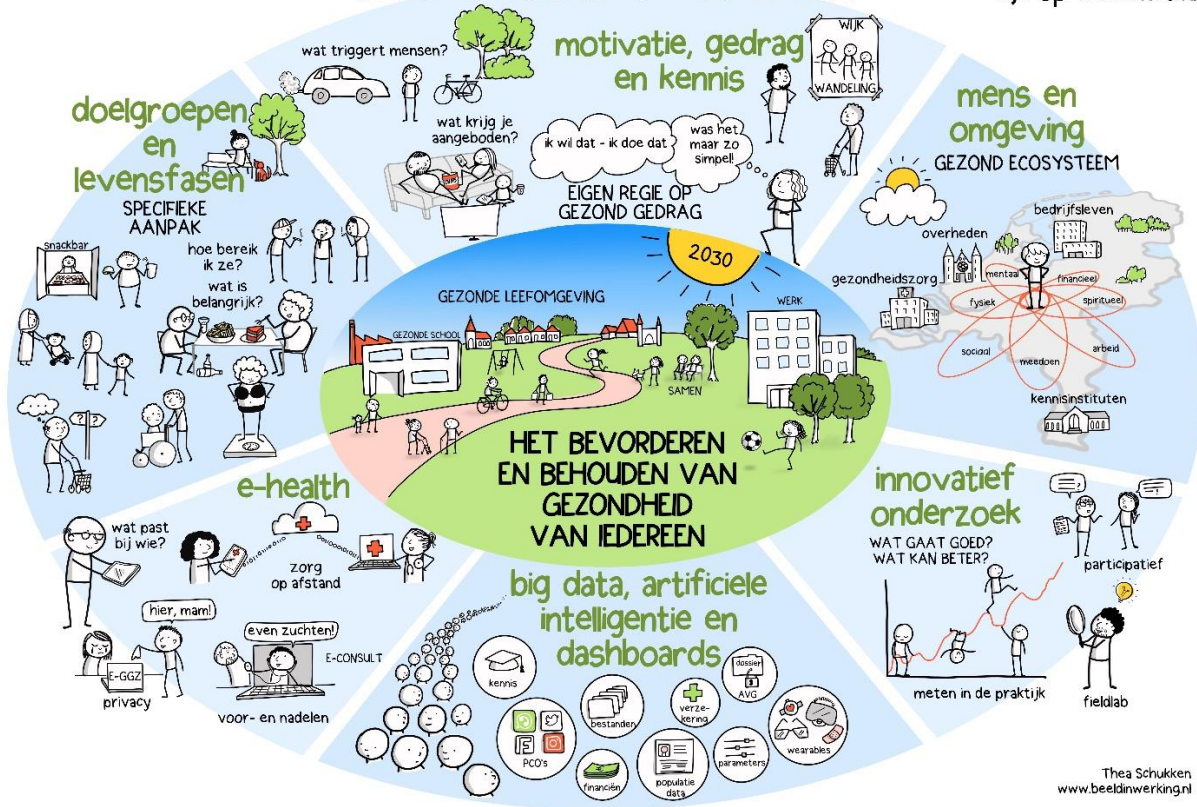 motivatie, gedrag
en kennis
wat triggert mensen?
wat krijg je
aangeboden?
ik wil dat - ik doe dat
was het
maar zo
simpel!
EIGEN REGIE OP
GEZOND GEDRAG
WIJK
WANDELING
mens en
omgeving
GEZOND ECOSYSTEEM
bedrijfsleven
overheden
gezondheidszorg
mentaal
financieel
fysiek
spiritueel
sociaal
meedoen
arbeid
kennisinstituten
doelgroepen
en
levensfasen
SPECIFIEKE
AANPAK
snackbar
hoe bereik
ik ze?
wat is
belangrijk?
?
2030
GEZONDE LEEFOMGEVING
WERK
GEZONDE SCHOOL
SAMEN
HET BEVORDEREN
EN BEHOUDEN VAN
GEZONDHEID
VAN IEDEREEN
e-health
wat past
bij wie?
zorg
op afstand
hier, mam!
even zuchten!
E-CONSULT
E-GGZ
privacy
voor- en nadelen
big data, artificiele
intelligentie en
dashboards
kennis
bestanden
verze-
kering
dossier
AVG
PCO's
financiën
populatie
data
parameters
wearables
innovatief
onderzoek
WAT GAAT GOED?
WAT KAN BETER?
participatief
meten in de praktijk
fieldlab
Thea Schukken
www.beeldinwerking.nl